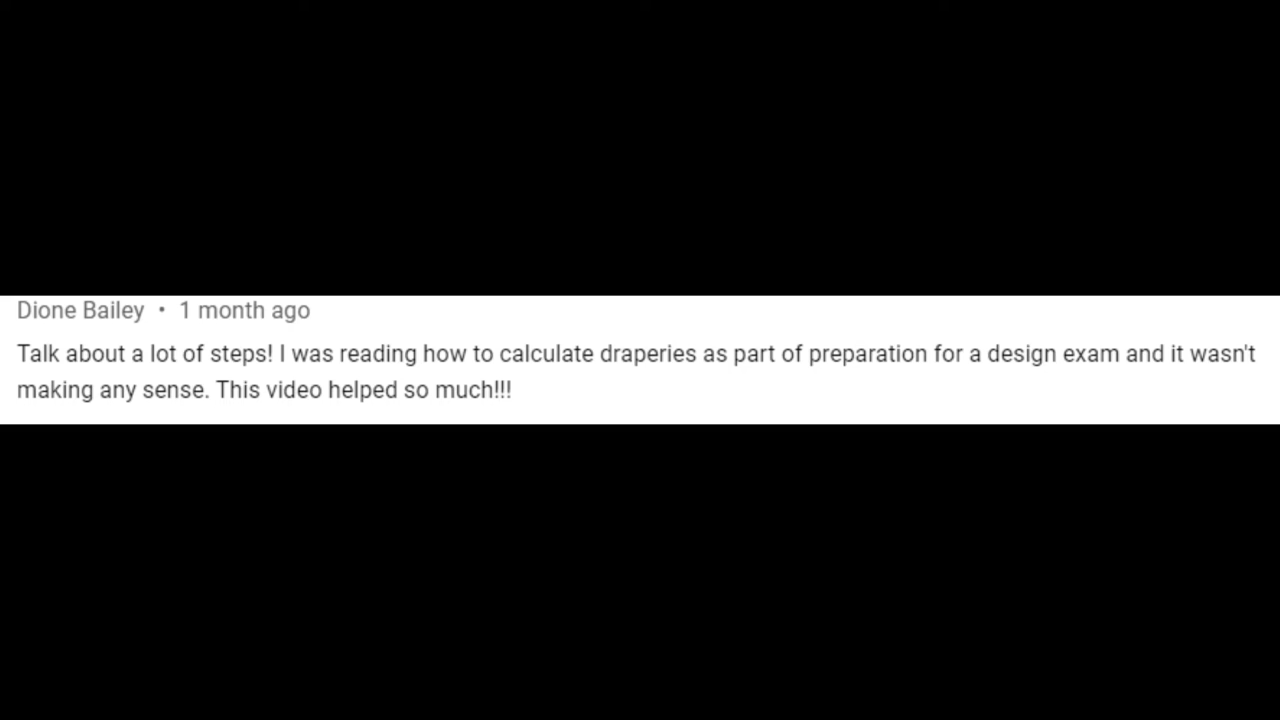 Dione Bailey • 1 month ago
Talk about a lot of steps! I was reading how to calculate draperies as part of preparation for a design exam and it wasn't
making any sense. This video helped so much!!!